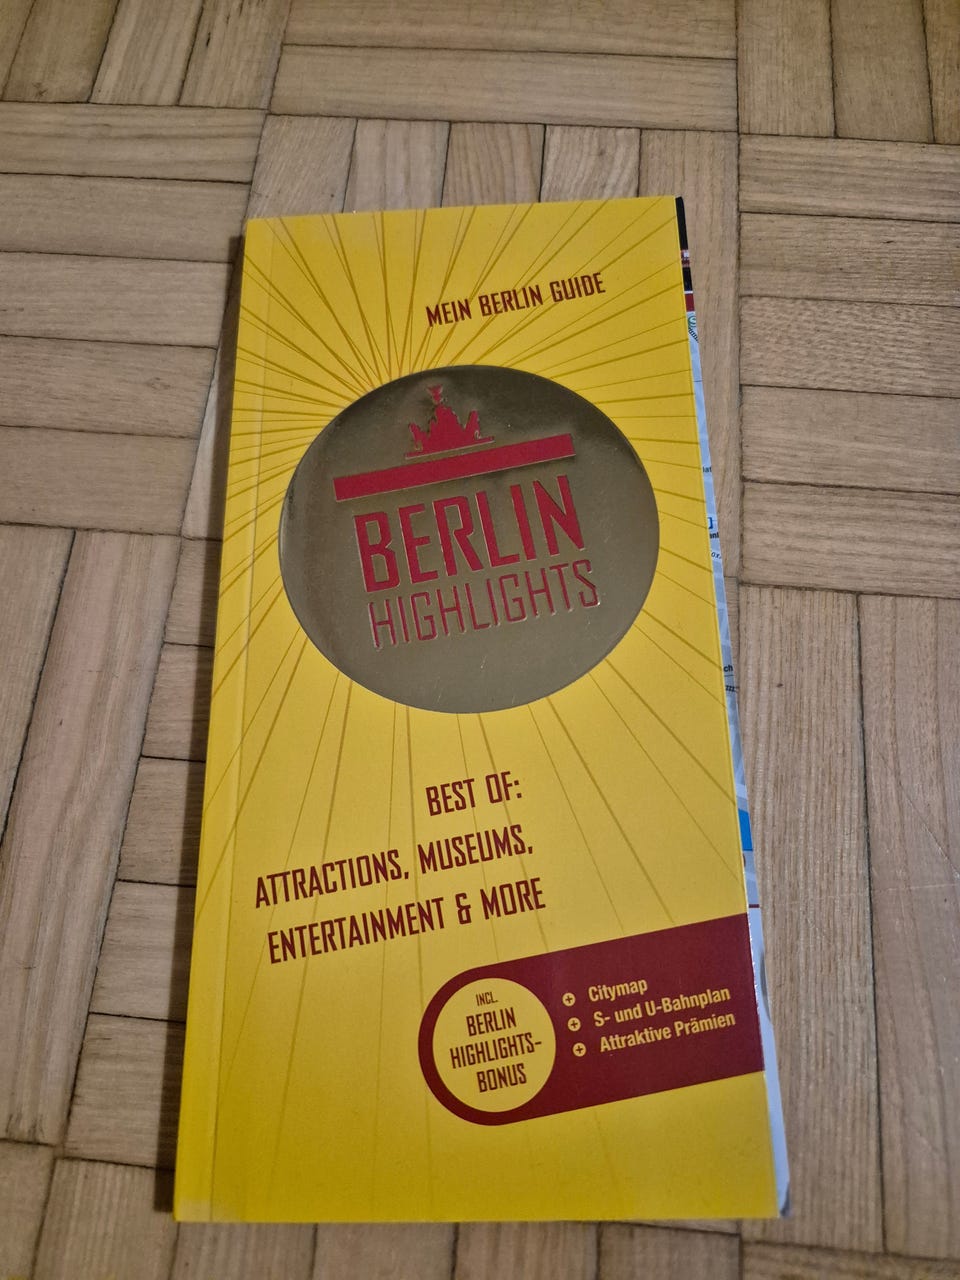 MEIN BERLIN GUIDE
BERLIN
HIGHLIGHTS
BEST OF:
ATTRACTIONS, MUSEUMS,
ENTERTAINMENT & MORE
INCL.
BERLIN
HIGHLIGHTS-
BONUS
+ Citymap
+ S- und U-Bahnplan
+ Attraktive Prämien